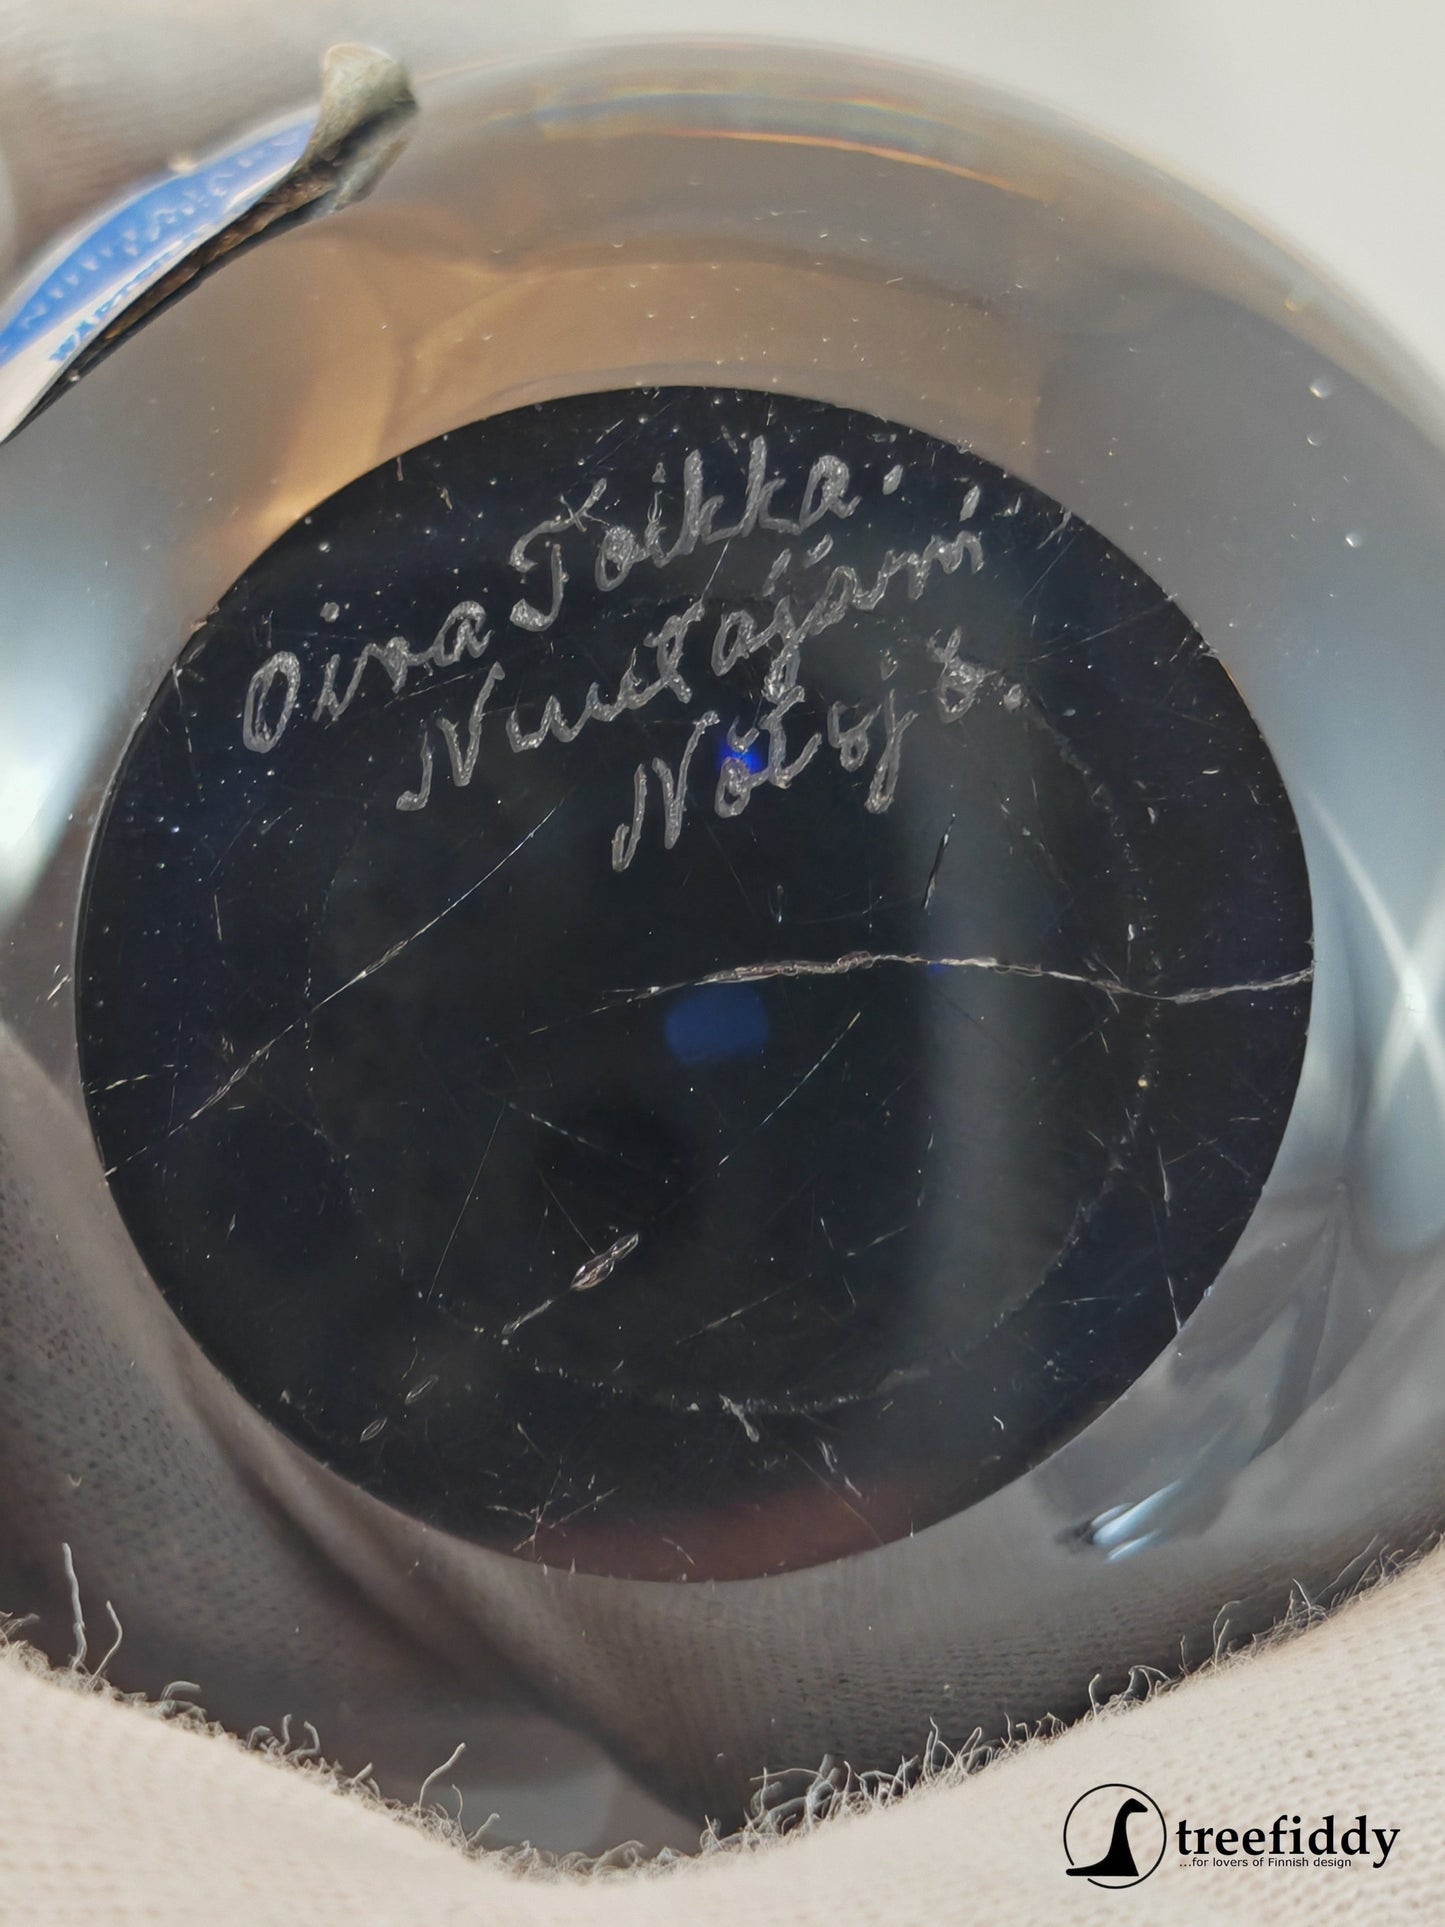 Oiva Toikka.
Nuutajärvi
Nötsjö.
treefiddy
...for lovers of Finnish design